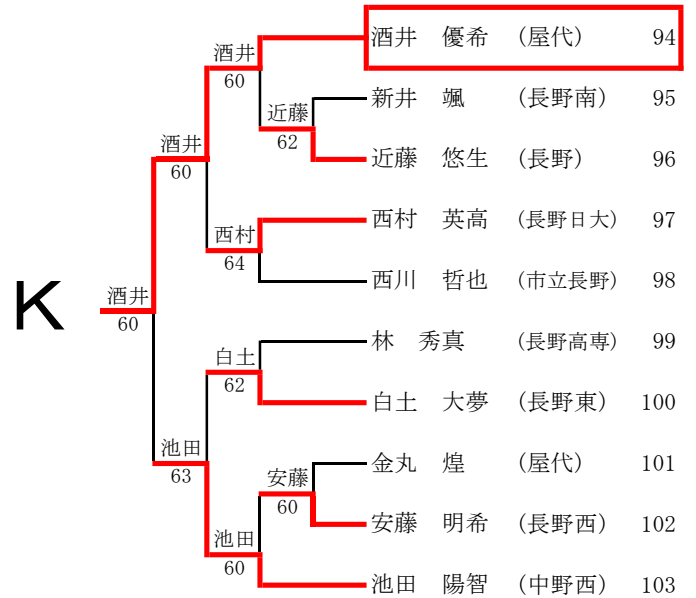 酒井 優希 (屋代) 94
酒井
60
新井 颯 (長野南) 95
近藤
62
酒井
60
近藤 悠生 (長野) 96
西村 英高 (長野日大) 97
西村
64
西川 哲也 (市立長野) 98
K
酒井
60
林 秀真 (長野高専) 99
白土
62
白土 大夢 (長野東) 100
池田
63
金丸 煌 (屋代) 101
安藤
60
安藤 明希 (長野西) 102
池田
60
池田 陽智 (中野西) 103